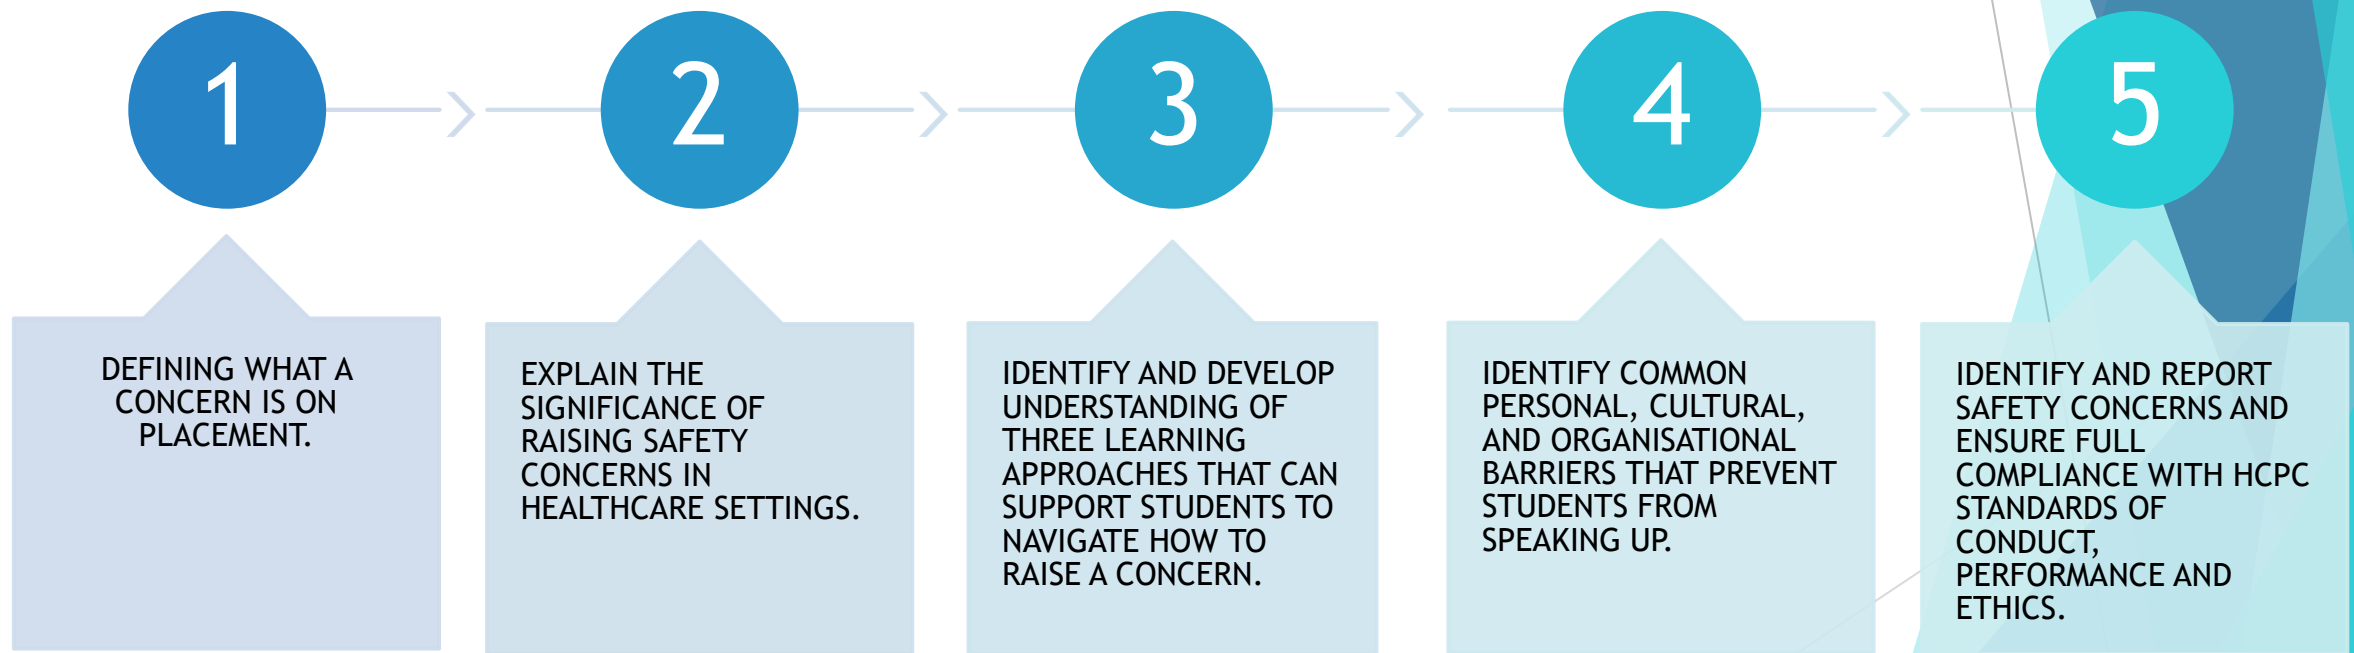 1
2
3
4
5
DEFINING WHAT A
CONCERN IS ON
PLACEMENT.
EXPLAIN THE
SIGNIFICANCE OF
RAISING SAFETY
CONCERNS IN
HEALTHCARE SETTINGS.
IDENTIFY AND DEVELOP
UNDERSTANDING OF
THREE LEARNING
APPROACHES THAT CAN
SUPPORT STUDENTS TO
NAVIGATE HOW TO
RAISE A CONCERN.
IDENTIFY COMMON
PERSONAL, CULTURAL,
AND ORGANISATIONAL
BARRIERS THAT PREVENT
STUDENTS FROM
SPEAKING UP.
IDENTIFY AND REPORT
SAFETY CONCERNS AND
ENSURE FULL
COMPLIANCE WITH HCPC
STANDARDS OF
CONDUCT,
PERFORMANCE AND
ETHICS.